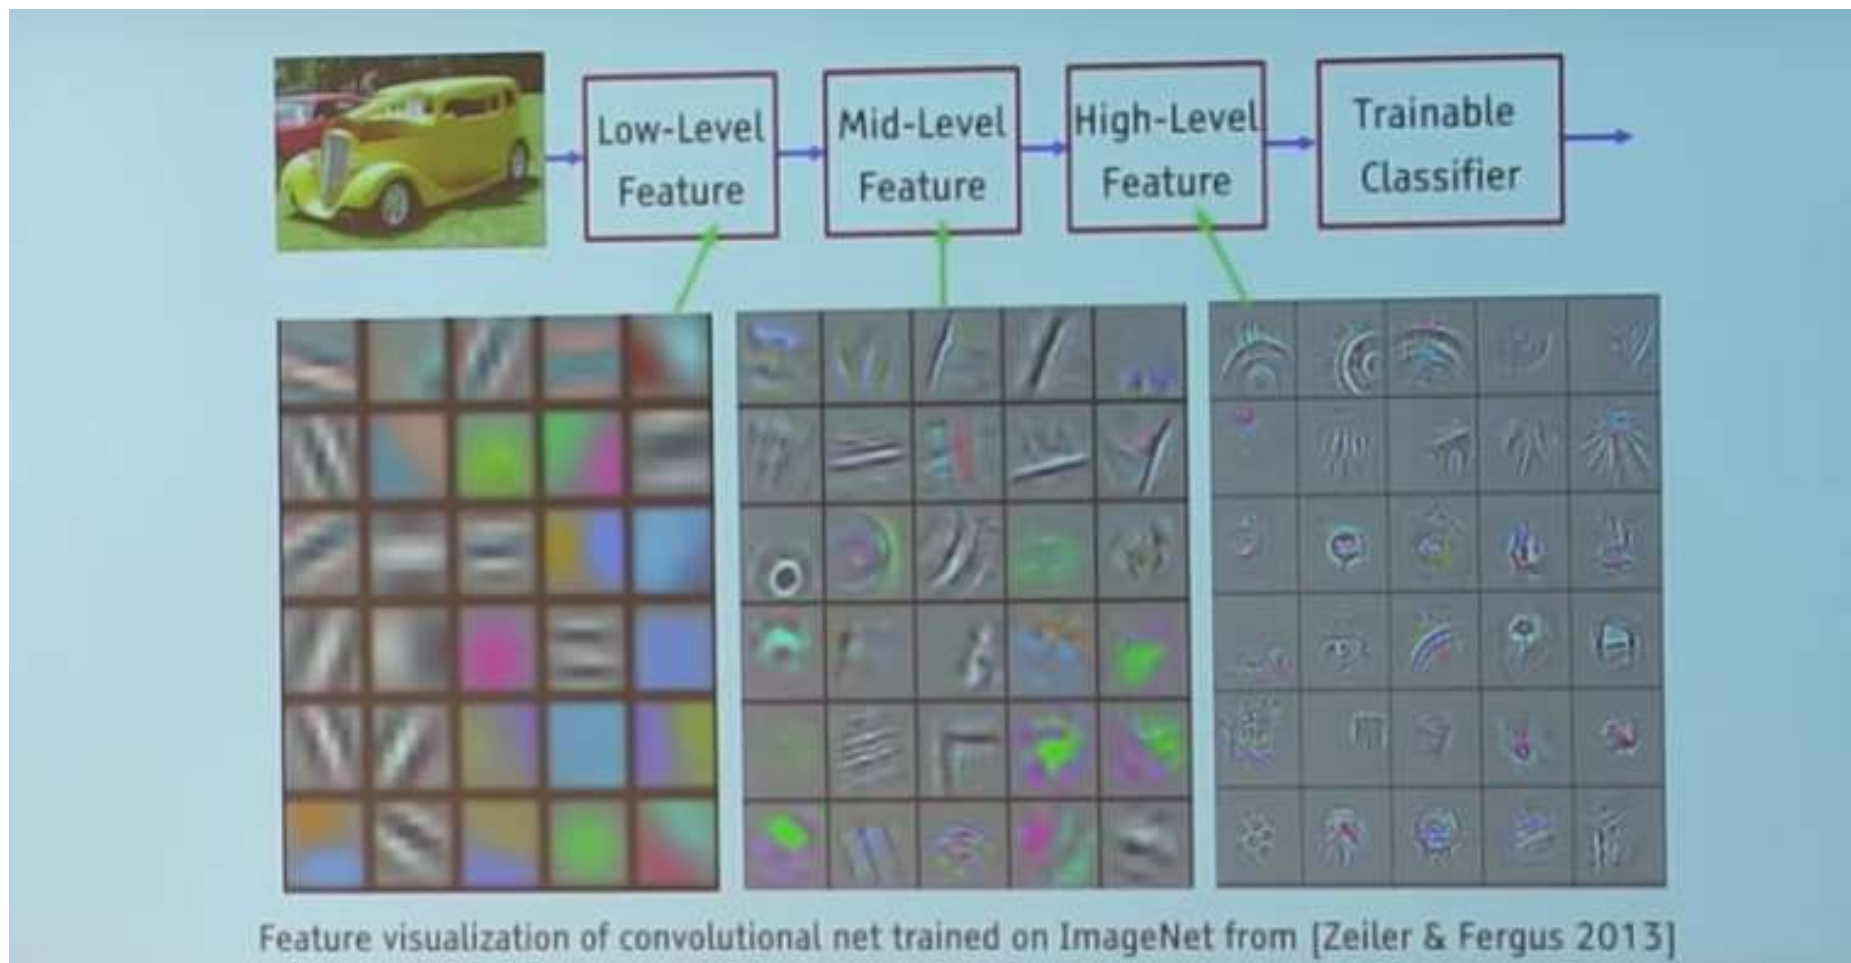 Low-Level
Feature
Mid-Level
Feature
High-Level
Feature
Trainable
Classifier
Feature visualization of convolutional net trained on ImageNet from [Zeiler & Fergus 2013]